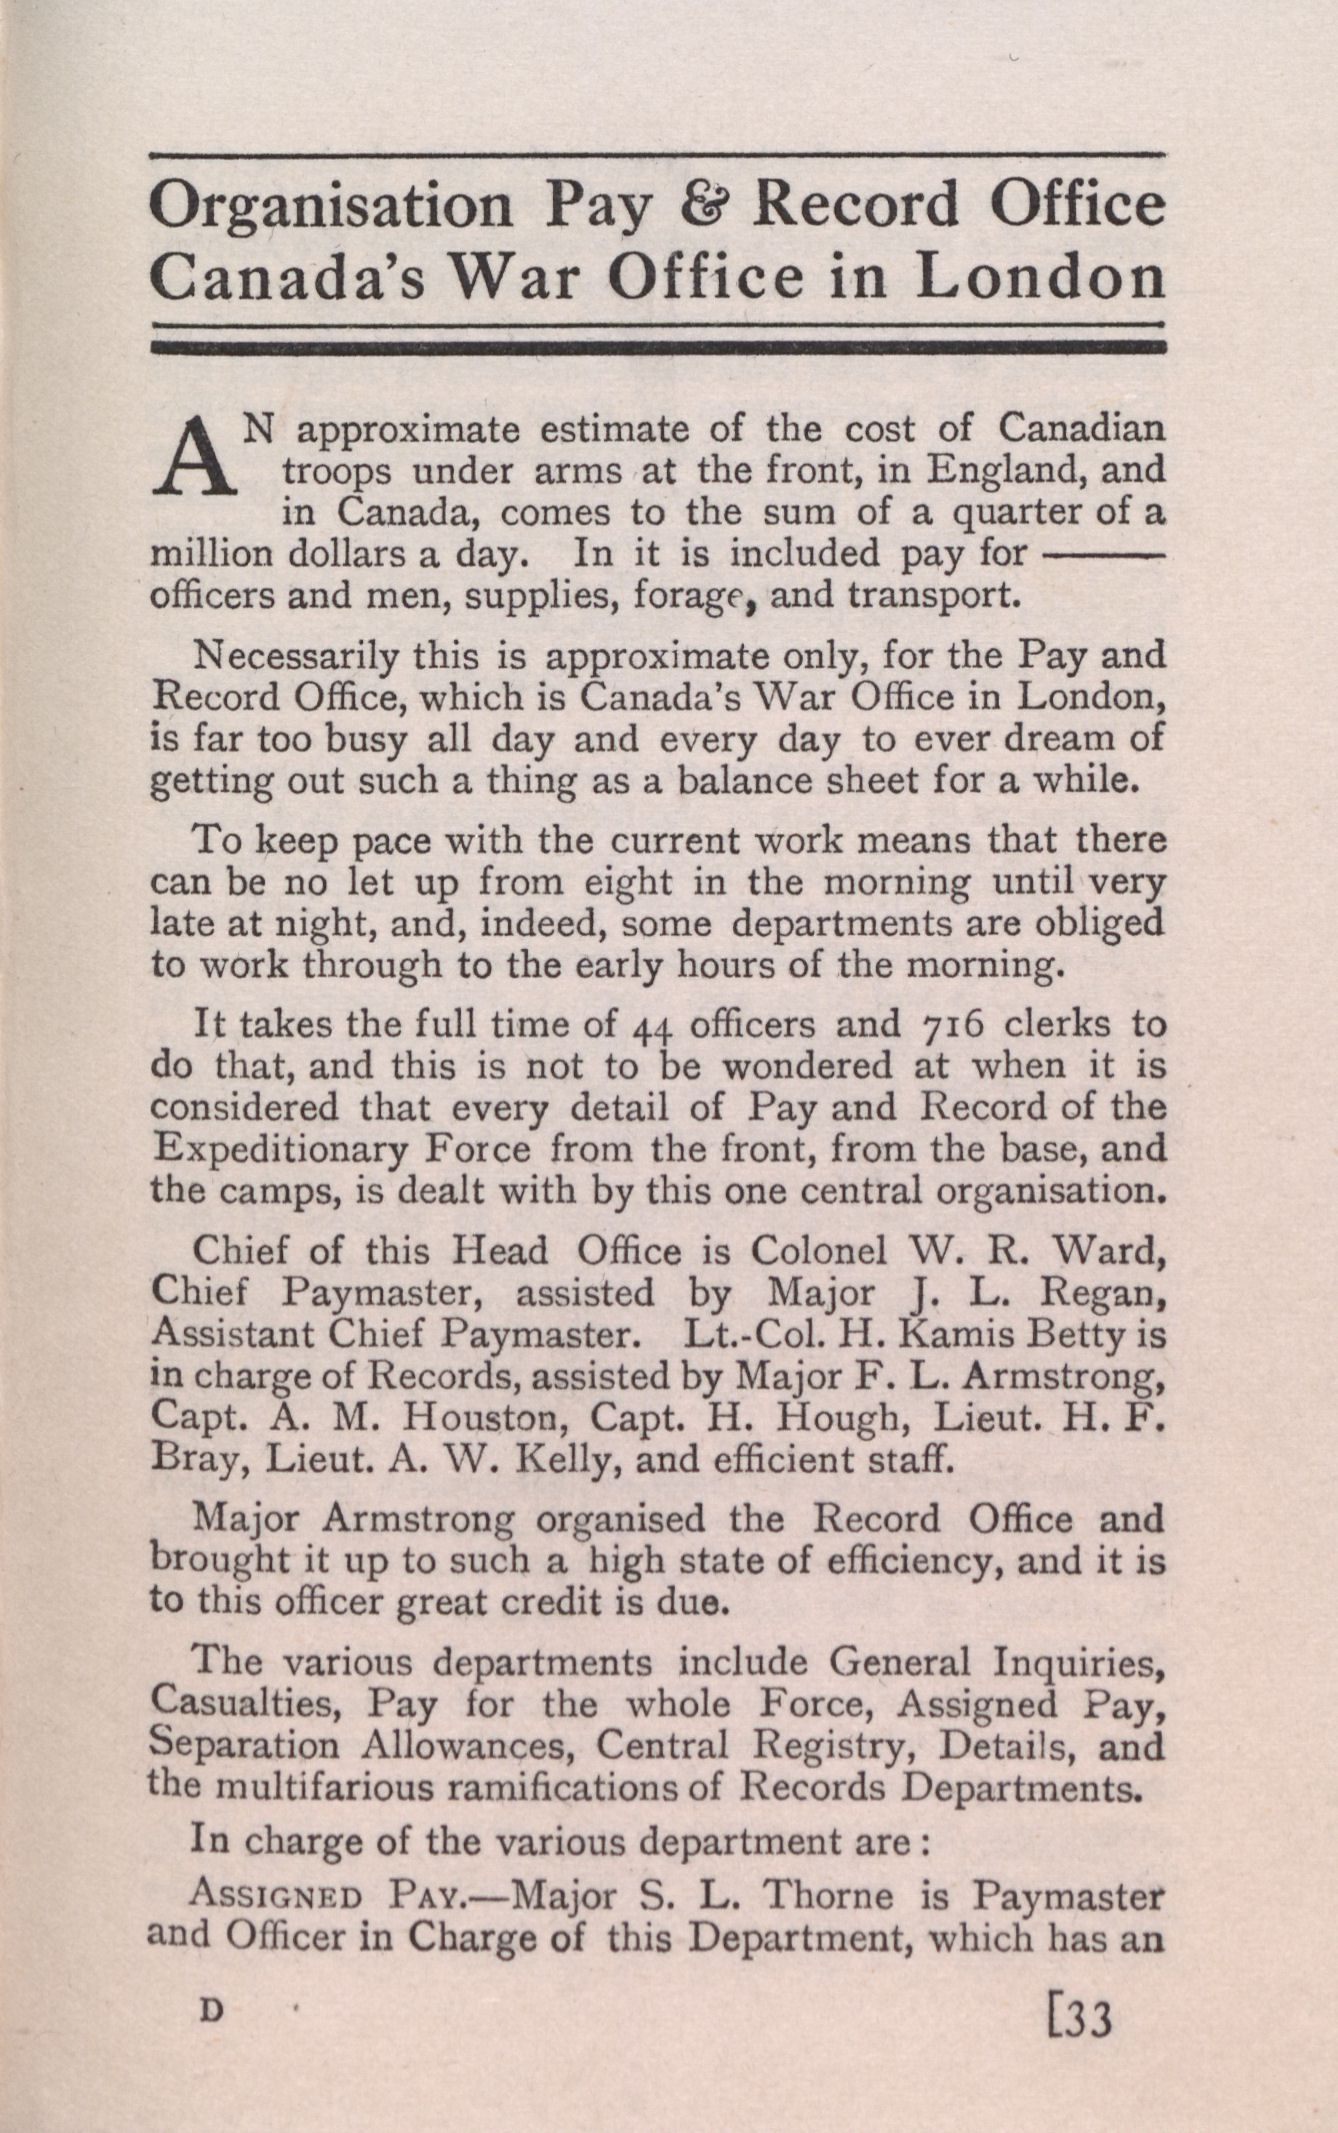 Organisation Pay & Record Office
Canada's War Office in London
AN approximate estimate of the cost of Canadian
troops under arms at the front, in England, and
in Canada, comes to the sum of a quarter of a
million dollars a day. In it is included pay for ———
officers and men, supplies, forage, and transport.
Necessarily this is approximate only, for the Pay and
Record Office, which is Canada's War Office in London,
is far too busy all day and every day to ever dream of
getting out such a thing as a balance sheet for a while.
To keep pace with the current work means that there
can be no let up from eight in the morning until very
late at night, and, indeed, some departments are obliged
to work through to the early hours of the morning.
It takes the full time of 44 officers and 716 clerks to
do that, and this is not to be wondered at when it is
considered that every detail of Pay and Record of the
Expeditionary Force from the front, from the base, and
the camps, is dealt with by this one central organisation.
Chief of this Head Office is Colonel W. R. Ward,
Chief Paymaster, assisted by Major J. L. Regan,
Assistant Chief Paymaster. Lt.-Col. H. Kamis Betty is
in charge of Records, assisted by Major F. L. Armstrong,
Capt. A. M. Houston, Capt. H. Hough, Lieut. H. F.
Bray, Lieut. A. W. Kelly, and efficient staff.
Major Armstrong organised the Record Office and
brought it up to such a high state of efficiency, and it is
to this officer great credit is due.
The various departments include General Inquiries,
Casualties, Pay for the whole Force, Assigned Pay,
Separation Allowances, Central Registry, Details, and
the multifarious ramifications of Records Departments.
In charge of the various department are :
ASSIGNED PAY.—Major S. L. Thorne is Paymaster
and Officer in Charge of this Department, which has an
D [33